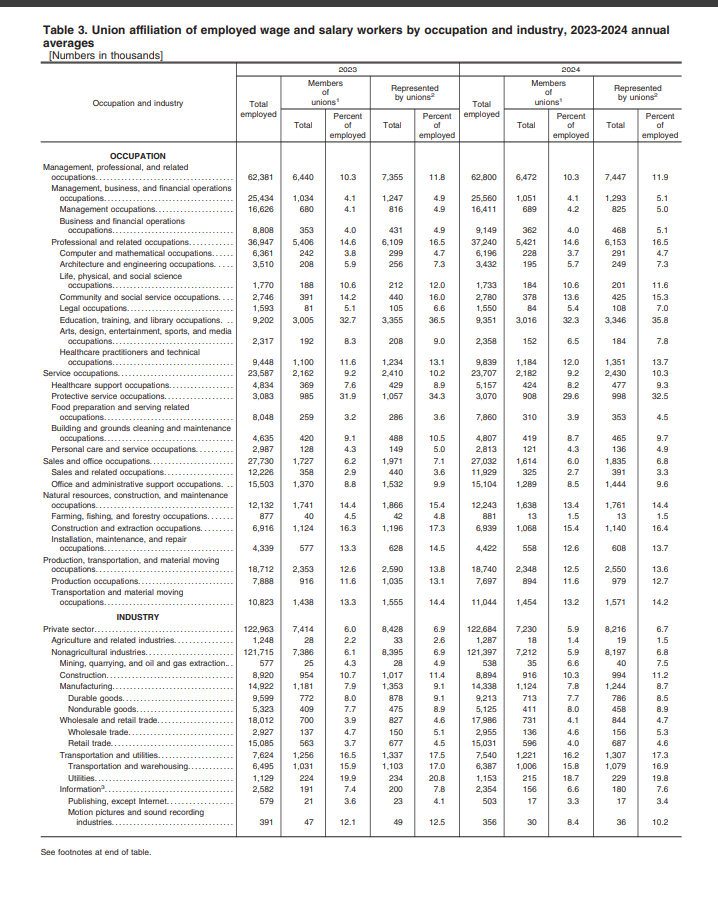 Table 3. Union affiliation of employed wage and salary workers by occupation and industry, 2023-2024 annual
averages
[Numbers in thousands]
Occupation and industry
2023 2024
Total employed Members of unions1 Represented by unions2 Total employed Members of unions1 Represented by unions2
Total Percent of employed Total Percent of employed Total Percent of employed Total Percent of employed
OCCUPATION
Management, professional, and related
occupations 62,381 6,440 10.3 7,355 11.8 62,800 6,472 10.3 7,447 11.9
Management, business, and financial operations
occupations 25,434 1,034 4.1 1,247 4.9 25,560 1,051 4.1 1,293 5.1
Management occupations 16,626 680 4.1 816 4.9 16,411 689 4.2 825 5.0
Business and financial operations
occupations 8,808 353 4.0 431 4.9 9,149 362 4.0 468 5.1
Professional and related occupations 36,947 5,406 14.6 6,109 16.5 37,240 5,421 14.6 6,153 16.5
Computer and mathematical occupations 6,361 242 3.8 299 4.7 6,196 228 3.7 291 4.7
Architecture and engineering occupations 3,510 208 5.9 256 7.3 3,432 195 5.7 249 7.3
Life, physical, and social science
occupations 1,770 188 10.6 212 12.0 1,733 184 10.6 201 11.6
Community and social service occupations 2,746 391 14.2 440 16.0 2,780 378 13.6 425 15.3
Legal occupations 1,593 81 5.1 105 6.6 1,550 84 5.4 108 7.0
Education, training, and library occupations 9,202 3,005 32.7 3,355 36.5 9,351 3,016 32.3 3,346 35.8
Arts, design, entertainment, sports, and media
occupations 2,317 192 8.3 208 9.0 2,358 152 6.5 184 7.8
Healthcare practitioners and technical
occupations 9,448 1,100 11.6 1,234 13.1 9,839 1,184 12.0 1,351 13.7
Service occupations 23,587 2,162 9.2 2,410 10.2 23,707 2,182 9.2 2,430 10.3
Healthcare support occupations 4,834 369 7.6 429 8.9 5,157 424 8.2 477 9.3
Protective service occupations 3,083 985 31.9 1,057 34.3 3,070 908 29.6 998 32.5
Food preparation and serving related
occupations 8,048 259 3.2 286 3.6 7,860 310 3.9 353 4.5
Building and grounds cleaning and maintenance
occupations 4,635 420 9.1 488 10.5 4,807 419 8.7 465 9.7
Personal care and service occupations 2,987 128 4.3 149 5.0 2,813 121 4.3 136 4.9
Sales and office occupations 27,730 1,727 6.2 1,971 7.1 27,032 1,614 6.0 1,835 6.8
Sales and related occupations 12,226 358 2.9 440 3.6 11,929 325 2.7 391 3.3
Office and administrative support occupations 15,503 1,370 8.8 1,532 9.9 15,104 1,289 8.5 1,444 9.6
Natural resources, construction, and maintenance
occupations 12,132 1,741 14.4 1,866 15.4 12,243 1,638 13.4 1,761 14.4
Farming, fishing, and forestry occupations 877 40 4.5 42 4.8 881 13 1.5 13 1.5
Construction and extraction occupations 6,916 1,124 16.3 1,196 17.3 6,939 1,068 15.4 1,140 16.4
Installation, maintenance, and repair
occupations 4,339 577 13.3 628 14.5 4,422 558 12.6 608 13.7
Production, transportation, and material moving
occupations 18,712 2,353 12.6 2,590 13.8 18,740 2,348 12.5 2,550 13.6
Production occupations 7,888 916 11.6 1,035 13.1 7,697 894 11.6 979 12.7
Transportation and material moving
occupations 10,823 1,438 13.3 1,555 14.4 11,044 1,454 13.2 1,571 14.2
INDUSTRY
Private sector 122,963 7,414 6.0 8,428 6.9 122,684 7,230 5.9 8,216 6.7
Agriculture and related industries 1,248 28 2.2 33 2.6 1,287 18 1.4 19 1.5
Nonagricultural industries 121,715 7,386 6.1 8,395 6.9 121,397 7,212 5.9 8,197 6.8
Mining, quarrying, and oil and gas extraction 577 25 4.3 28 4.9 538 35 6.6 40 7.5
Construction 8,920 954 10.7 1,017 11.4 8,894 916 10.3 994 11.2
Manufacturing 14,922 1,181 7.9 1,353 9.1 14,338 1,124 7.8 1,244 8.7
Durable goods 9,599 772 8.0 878 9.1 9,213 713 7.7 786 8.5
Nondurable goods 5,323 409 7.7 475 8.9 5,125 411 8.0 458 8.9
Wholesale and retail trade 18,012 700 3.9 827 4.6 17,986 731 4.1 844 4.7
Wholesale trade 2,927 137 4.7 150 5.1 2,955 136 4.6 156 5.3
Retail trade 15,085 563 3.7 677 4.5 15,031 596 4.0 687 4.6
Transportation and utilities 7,624 1,256 16.5 1,337 17.5 7,540 1,221 16.2 1,307 17.3
Transportation and warehousing 6,495 1,031 15.9 1,103 17.0 6,387 1,006 15.8 1,079 16.9
Utilities 1,129 224 19.9 234 20.8 1,153 215 18.7 229 19.8
Information3 2,582 191 7.4 200 7.8 2,354 156 6.6 180 7.6
Publishing, except Internet 579 21 3.6 23 4.1 503 17 3.3 17 3.4
Motion pictures and sound recording
industries 391 47 12.1 49 12.5 356 30 8.4 36 10.2
See footnotes at end of table.